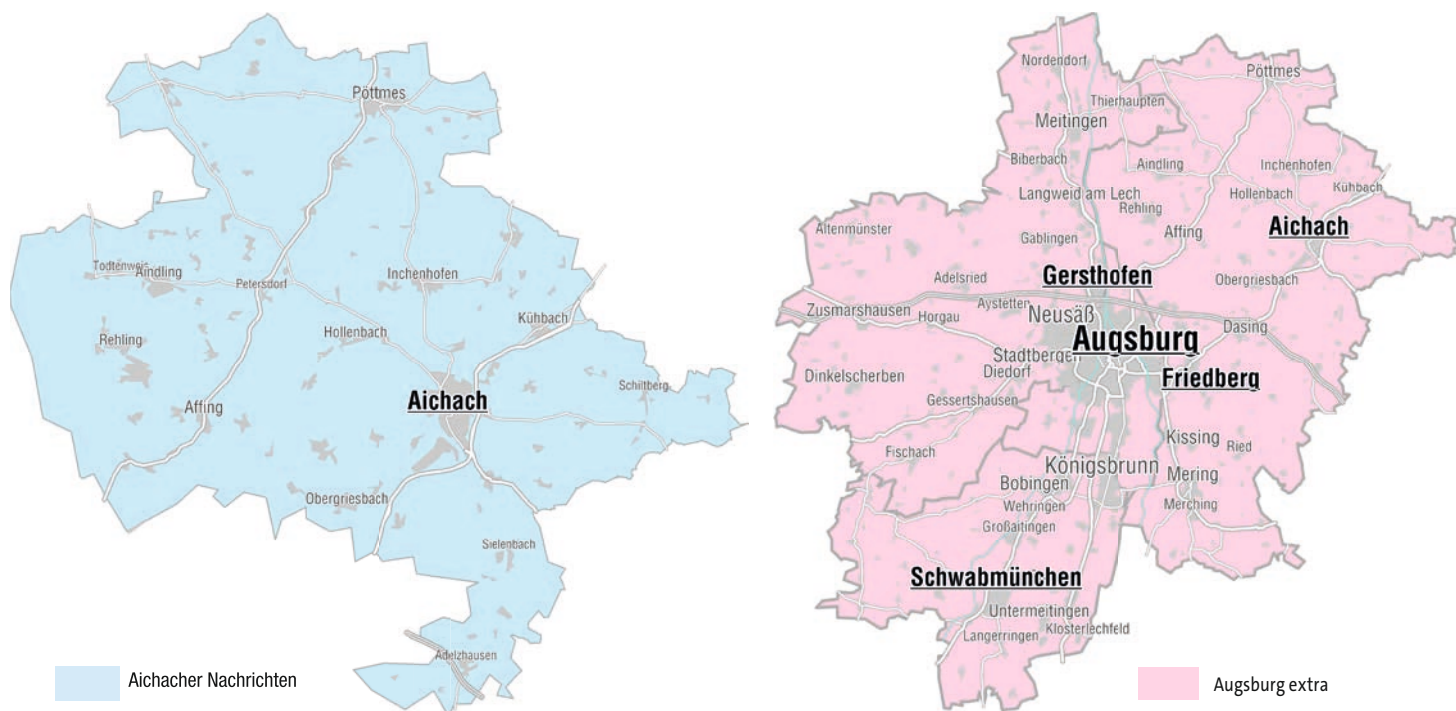 Pöttmes
Todtenweis
Aindling
Petersdorf
Inchenhofen
Rehling
Hollenbach
Kühbach
Affing
Aichach
Schiltberg
Obergriesbach
Sielenbach
Adelzhausen
Aichacher Nachrichten
Nordendorf
Pöttmes
Thierhaupten
Meitingen
Biberbach
Aindling
Inchenhofen
Langweid am Lech
Hollenbach
Kühbach
Rehling
Altenmünster
Gablingen
Affing
Aichach
Gersthofen
Adelsried
Obergriesbach
Zusmarshausen
Aystetten
Horgau
Neusäß
Dasing
Augsburg
Stadtbergen
Diedorf
Dinkelscherben
Friedberg
Gessertshausen
Kissing
Ried
Fischach
Königsbrunn
Mering
Bobingen
Wehringen
Merching
Großaitingen
Schwabmünchen
Untermeitingen
Klosterlechfeld
Langerringen
Augsburg extra